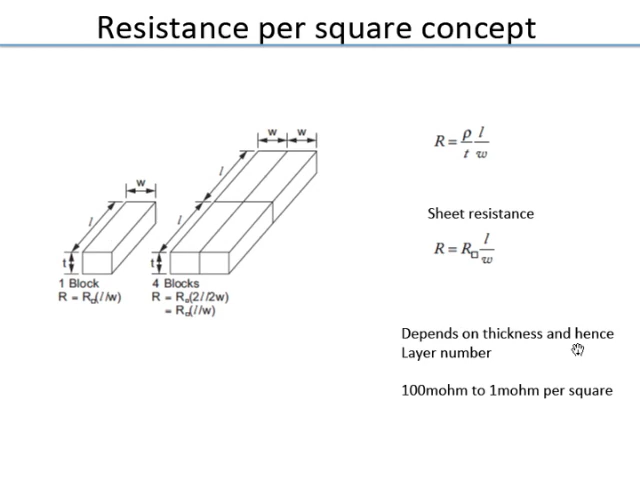 Resistance per square concept
w w
l
w
l
l
t
t
1 Block
R = R□(l/w)
4 Blocks
R = R□(2l/2w)
= R□(l/w)
R = ρ/t l/w
Sheet resistance
R = R□ l/w
Depends on thickness and hence
Layer number
100mohm to 1mohm per square